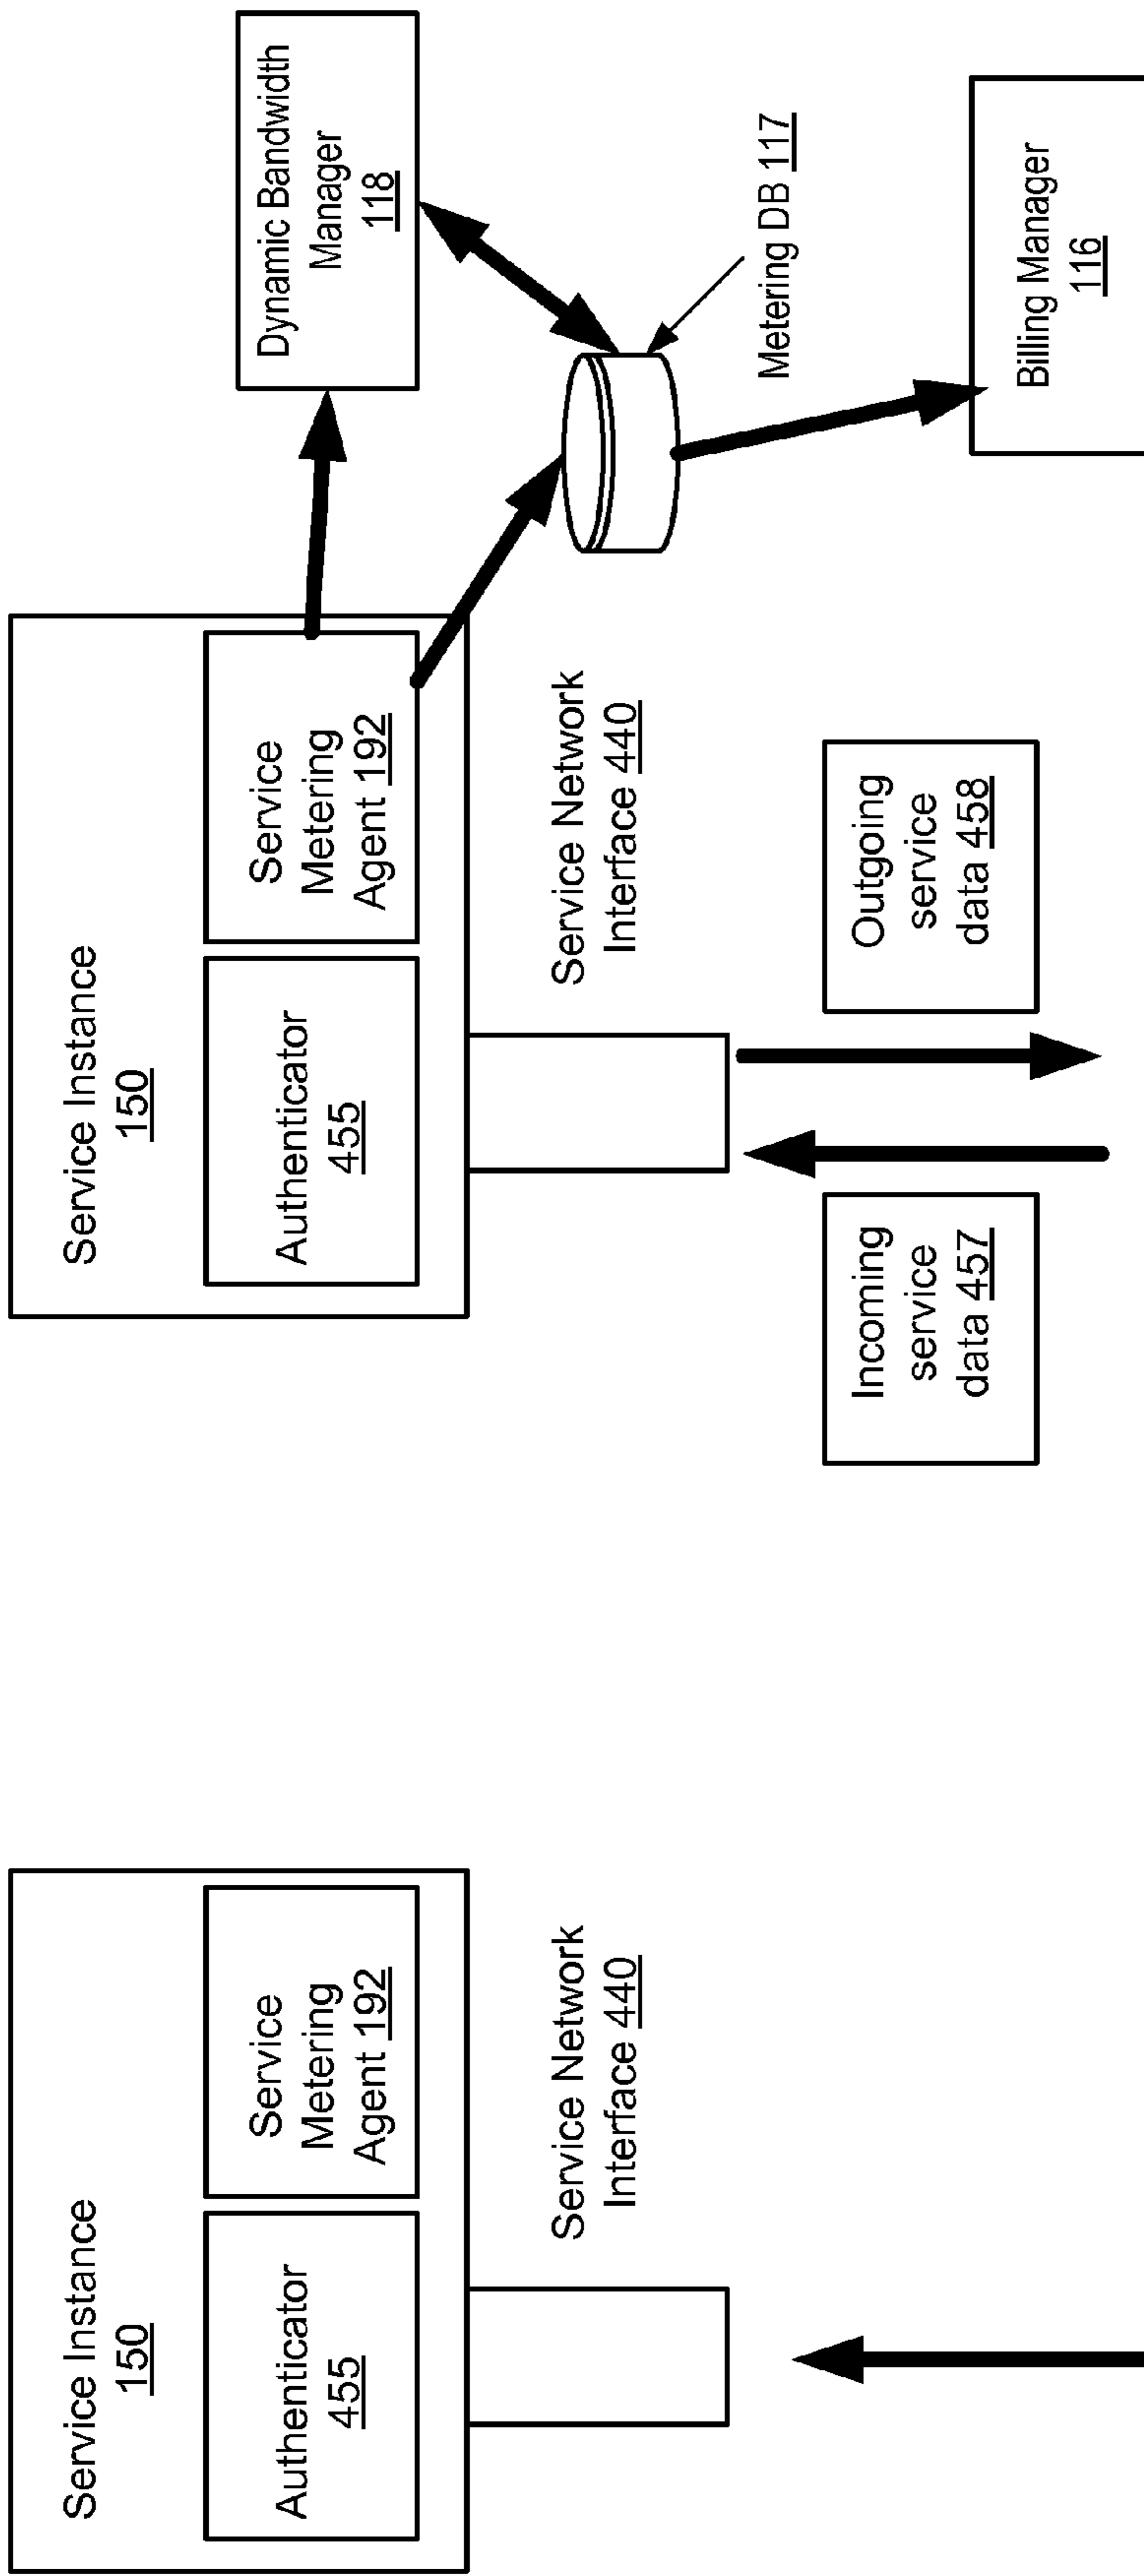 Service Instance
150
Authenticator
455
Service
Metering
Agent 192
Service Network
Interface 440
Service Instance
150
Authenticator
455
Service
Metering
Agent 192
Service Network
Interface 440
Incoming
service
data 457
Outgoing
service
data 458
Dynamic Bandwidth
Manager
118
Metering DB 117
Billing Manager
116